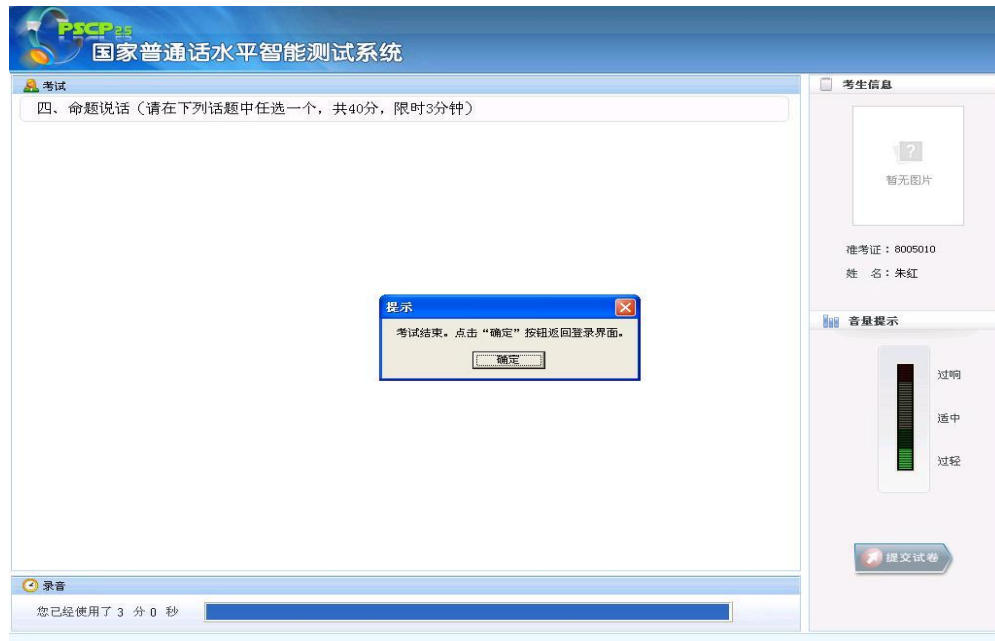 PSCP2.5
国家普通话水平智能测试系统
考试
四、命题说话（请在下列话题中任选一个，共40分，限时3分钟）
提示
考试结束。点击“确定”按钮返回登录界面。
确定
录音
您已经使用了 3 分 0 秒
考生信息
?
暂无图片
准考证：8005010
姓 名：朱红
音量提示
过响
适中
过轻
提交试卷